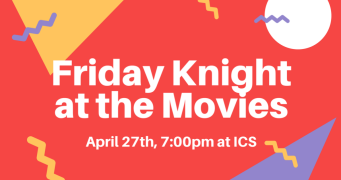 Friday Knight
at the Movies
April 27th, 7:00pm at ICS